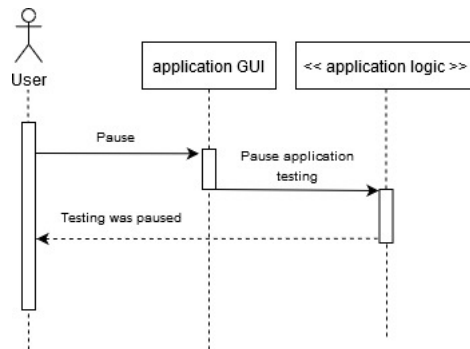 User
application GUI
<< application logic >>
Pause
Pause application
testing
Testing was paused